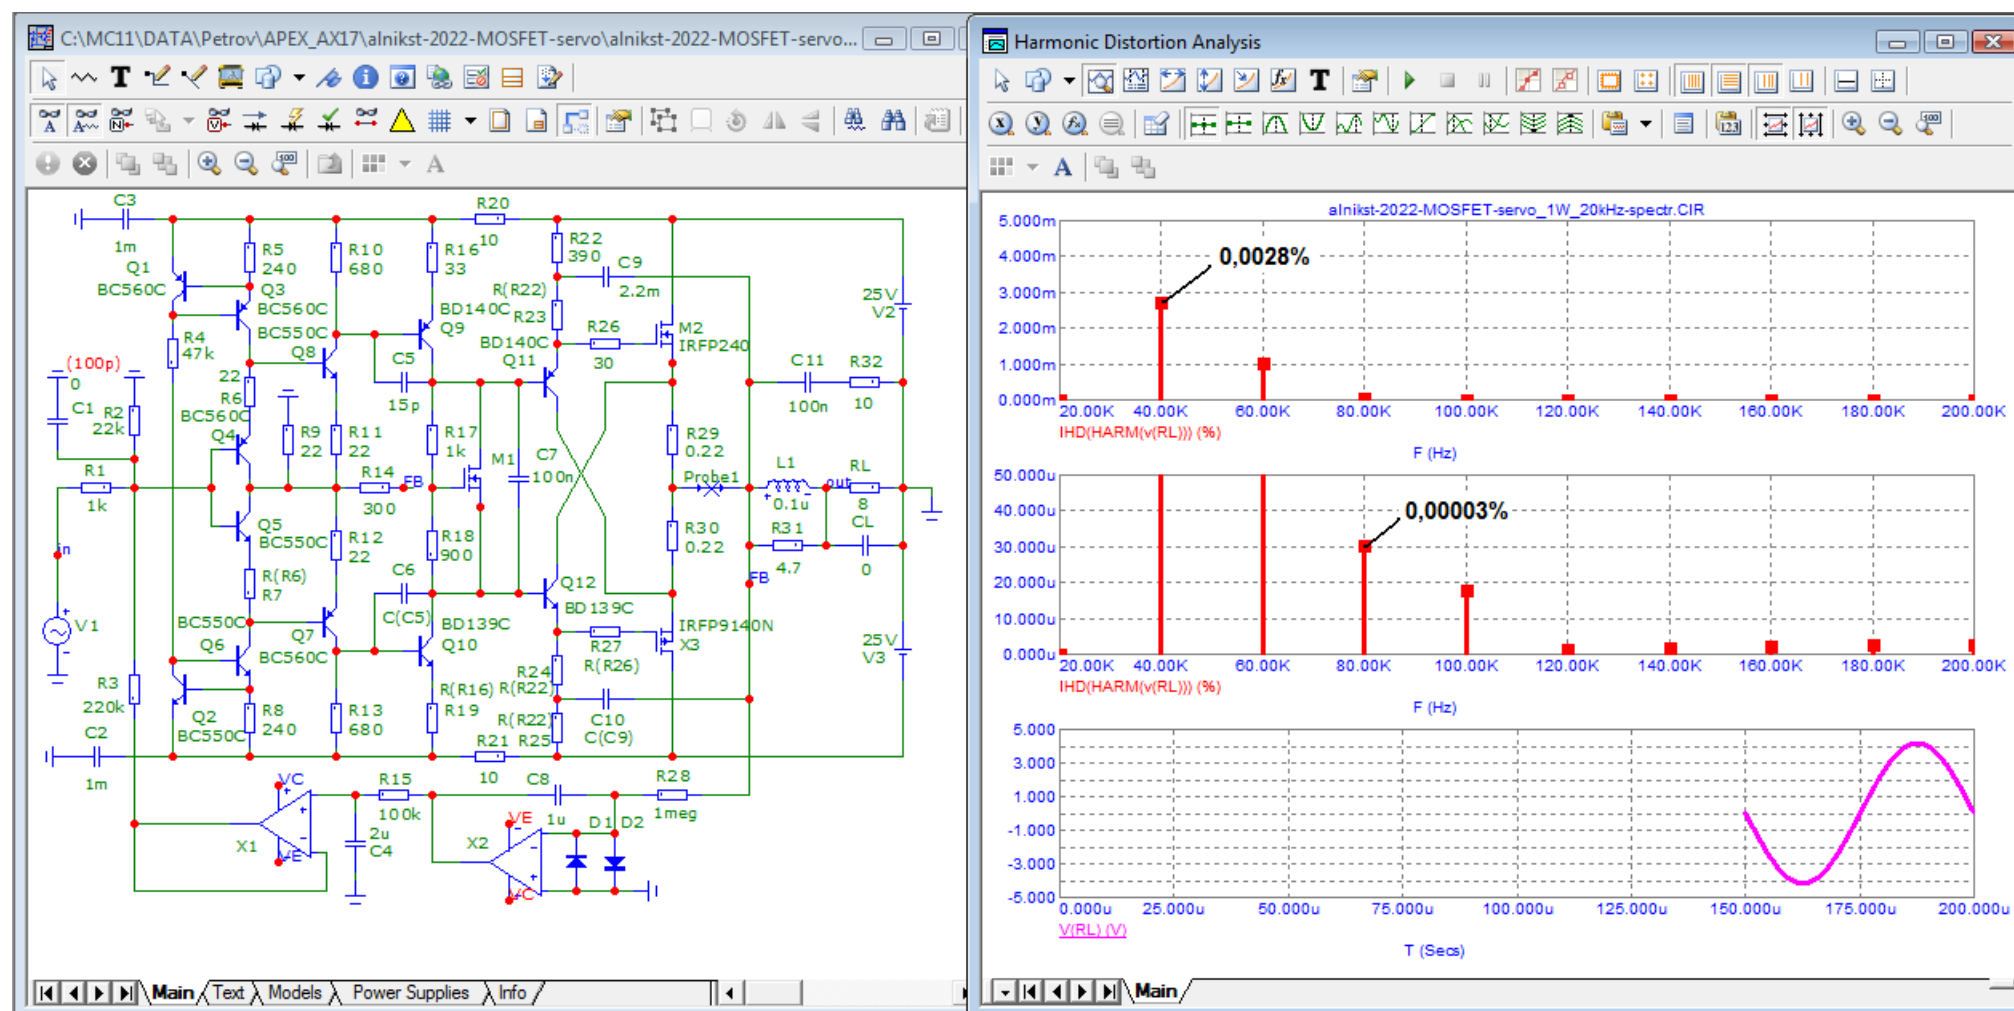 C:\MC11\DATA\Petrov\APEX_AX17\alnikst-2022-MOSFET-servo\alnikst-2022-MOSFET-servo...
C3
1m
Q1
BC560C
R5
240
Q3
BC560C
BC550C
R4
47k
(100p)
0
C1
R2
22k
22
R6
BC560C
Q4
Q8
R10
680
R16
33
R20
10
BD140C
Q9
BD140C
Q11
C5
15p
R22
390
C9
2.2m
R(R22)
R23
R26
30
M2
IRFP240
25V
V2
C11
100n
R32
10
R1
1k
in
V1
R9
22
R11
22
R14
300
FB
R17
1k
M1
C7
100n
R29
0.22
Probe1
L1
0.1u
out
RL
8
CL
0
R31
4.7
FB
R30
0.22
Q5
BC550C
R12
22
R18
900
R(R6)
R7
C6
C(C5)
Q12
BD139C
BC550C
Q6
BC560C
Q7
BD139C
Q10
R27
R(R26)
IRFP9140N
X3
25V
V3
R3
220k
Q2
BC550C
R8
240
R13
680
R(R16)
R19
R24
R(R22)
R(R22)
R25
C10
C(C9)
C2
1m
R21
10
VC
X1
VE
R15
100k
2u
C4
C8
1u
R28
1meg
VE
X2
VC
D1 D2
Main
Text
Models
Power Supplies
Info
Harmonic Distortion Analysis
alnikst-2022-MOSFET-servo_1W_20kHz-spectr.CIR
5.000m
4.000m
3.000m
2.000m
1.000m
0.000m
0,0028%
20.00K 40.00K 60.00K 80.00K 100.00K 120.00K 140.00K 160.00K 180.00K 200.00K
IHD(HARM(v(RL))) (%)
F (Hz)
50.000u
40.000u
30.000u
20.000u
10.000u
0.000u
0,00003%
20.00K 40.00K 60.00K 80.00K 100.00K 120.00K 140.00K 160.00K 180.00K 200.00K
IHD(HARM(v(RL))) (%)
F (Hz)
5.000
3.000
1.000
-1.000
-3.000
-5.000
0.000u 25.000u 50.000u 75.000u 100.000u 125.000u 150.000u 175.000u 200.000u
V(RL) (V)
T (Secs)
Main